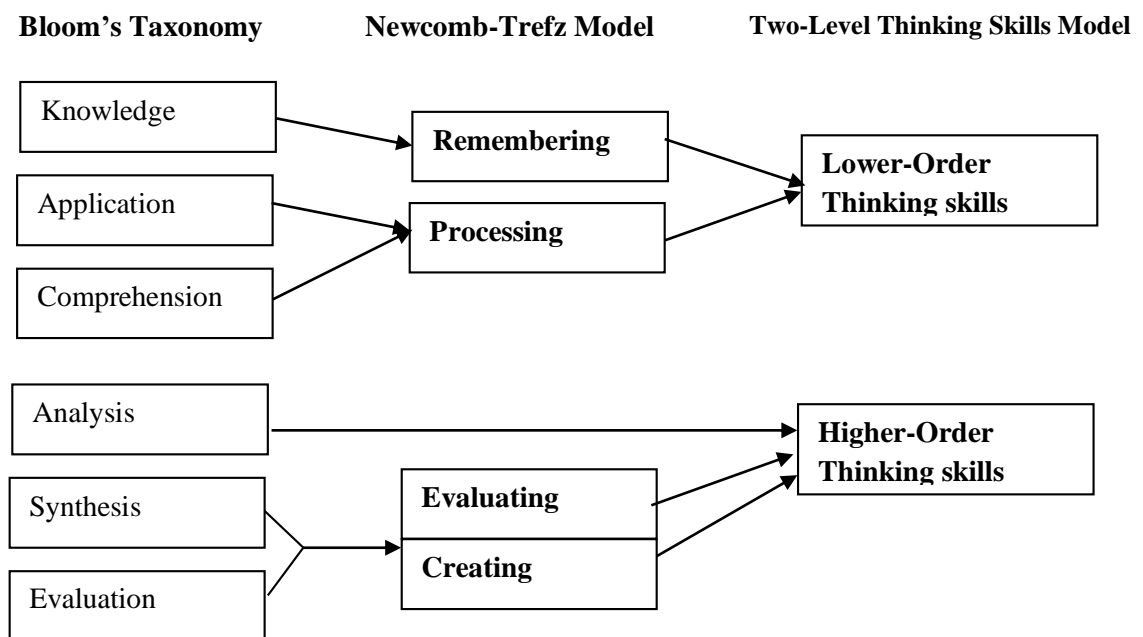 Bloom’s Taxonomy
Newcomb-Trefz Model
Two-Level Thinking Skills Model
Knowledge
Remembering
Lower-Order
Thinking skills
Application
Processing
Comprehension
Analysis
Higher-Order
Thinking skills
Synthesis
Evaluating
Creating
Evaluation